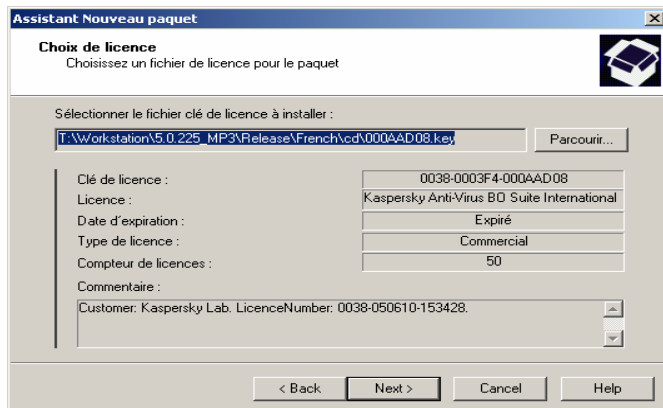 Assistant Nouveau paquet
Choix de licence
Choisissez un fichier de licence pour le paquet
Sélectionner le fichier clé de licence à installer :
T:\Workstation\5.0.225_MP3\Release\French\cd\000AAD08.key Parcourir...
Clé de licence : 0038-0003F4-000AAD08
Licence : Kaspersky Anti-Virus BO Suite International
Date d'expiration : Expiré
Type de licence : Commercial
Compteur de licences : 50
Commentaire :
Customer: Kaspersky Lab. LicenceNumber: 0038-050610-153428.
< Back Next > Cancel Help